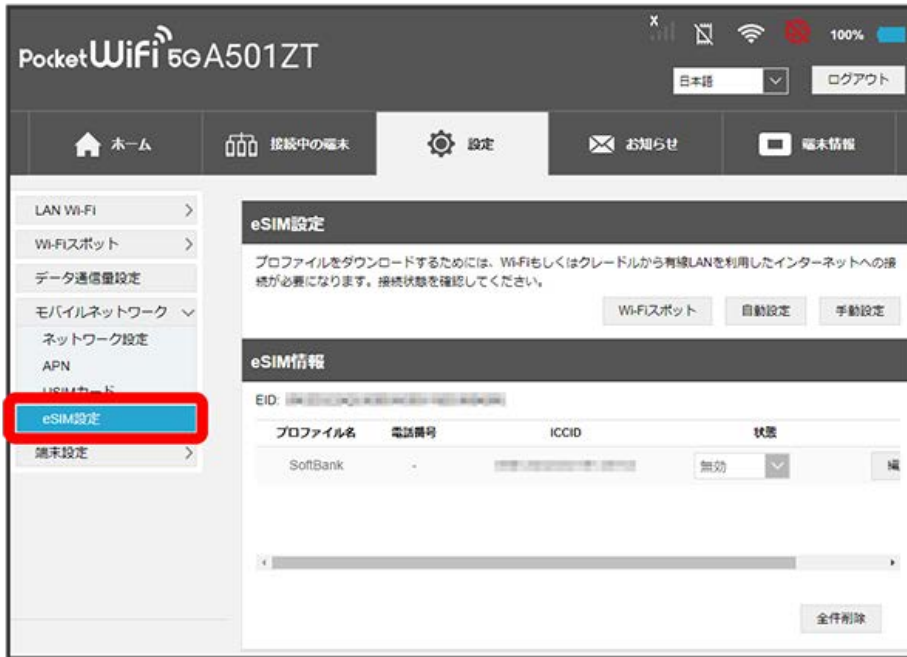 PocketWiFi 5G A501ZT
100%
日本語
ログアウト
ホーム
接続中の端末
設定
お知らせ
端末情報
LAN Wi-Fi
Wi-Fiスポット
データ通信量設定
モバイルネットワーク
ネットワーク設定
APN
USIMカード
eSIM設定
端末設定
eSIM設定
プロファイルをダウンロードするためには、Wi-Fiもしくはクレードルから有線LANを利用したインターネットへの接
続が必要になります。接続状態を確認してください。
Wi-Fiスポット 自動設定 手動設定
eSIM情報
EID:
プロファイル名 電話番号 ICCID 状態
SoftBank - 無効 編
全件削除